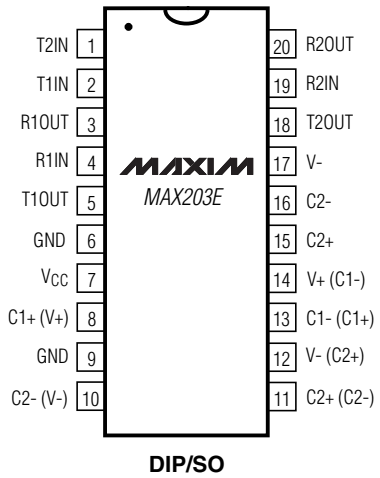 T2IN 1
T1IN 2
R1OUT 3
R1IN 4
T1OUT 5
GND 6
VCC 7
C1+ (V+) 8
GND 9
C2- (V-) 10
MAXIM
MAX203E
20 R2OUT
19 R2IN
18 T2OUT
17 V-
16 C2-
15 C2+
14 V+ (C1-)
13 C1- (C1+)
12 V- (C2+)
11 C2+ (C2-)
DIP/SO